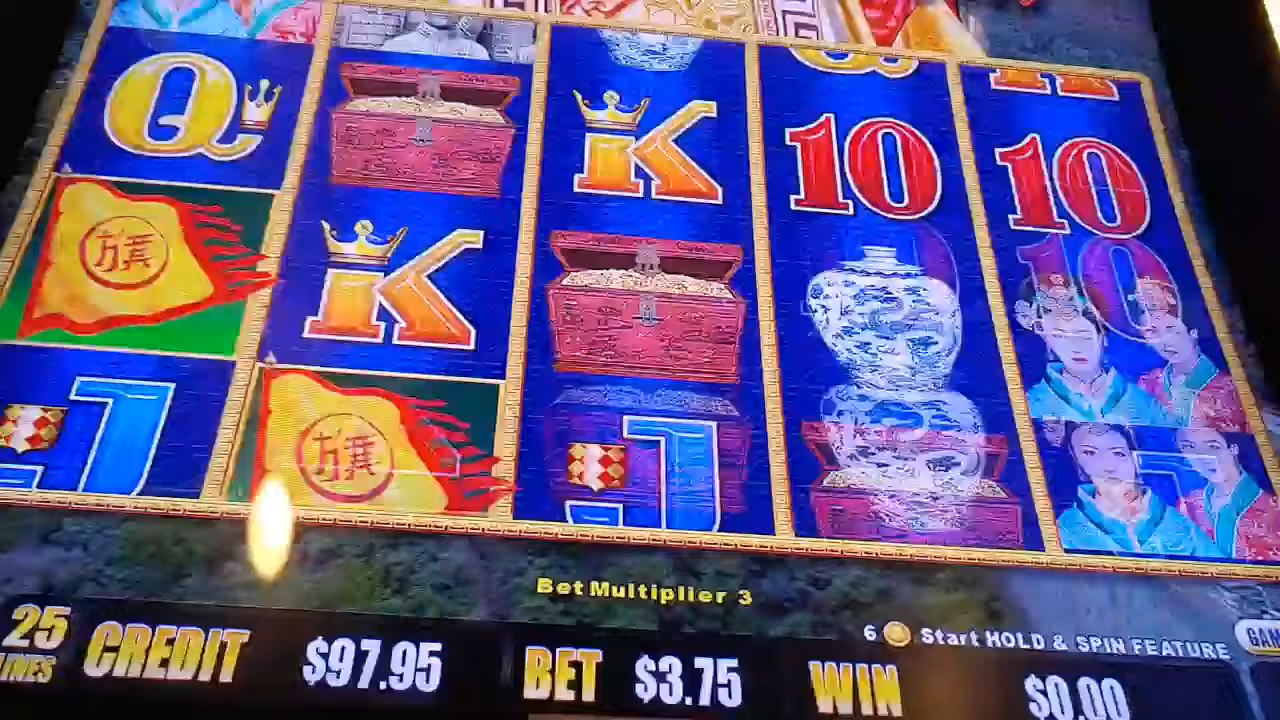 Q
K
10
10
旗
K
10
J
旗
J
Bet Multiplier 3
6 Start HOLD & SPIN FEATURE
25 LINES
CREDIT $97.95 BET $3.75 WIN $0.00